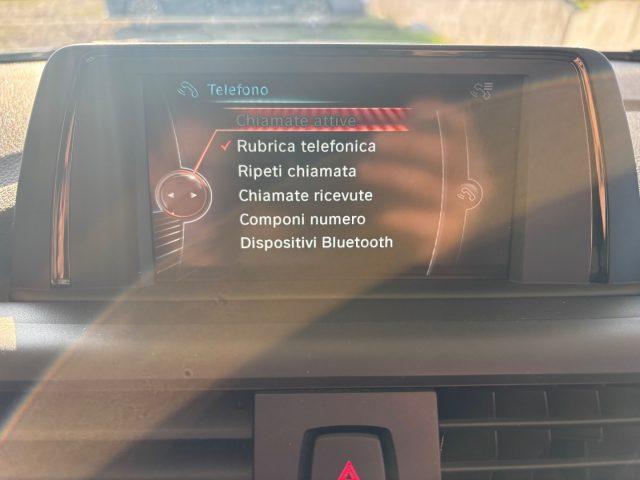 Telefono
Chiamate attive
Rubrica telefonica
Ripeti chiamata
Chiamate ricevute
Componi numero
Dispositivi Bluetooth